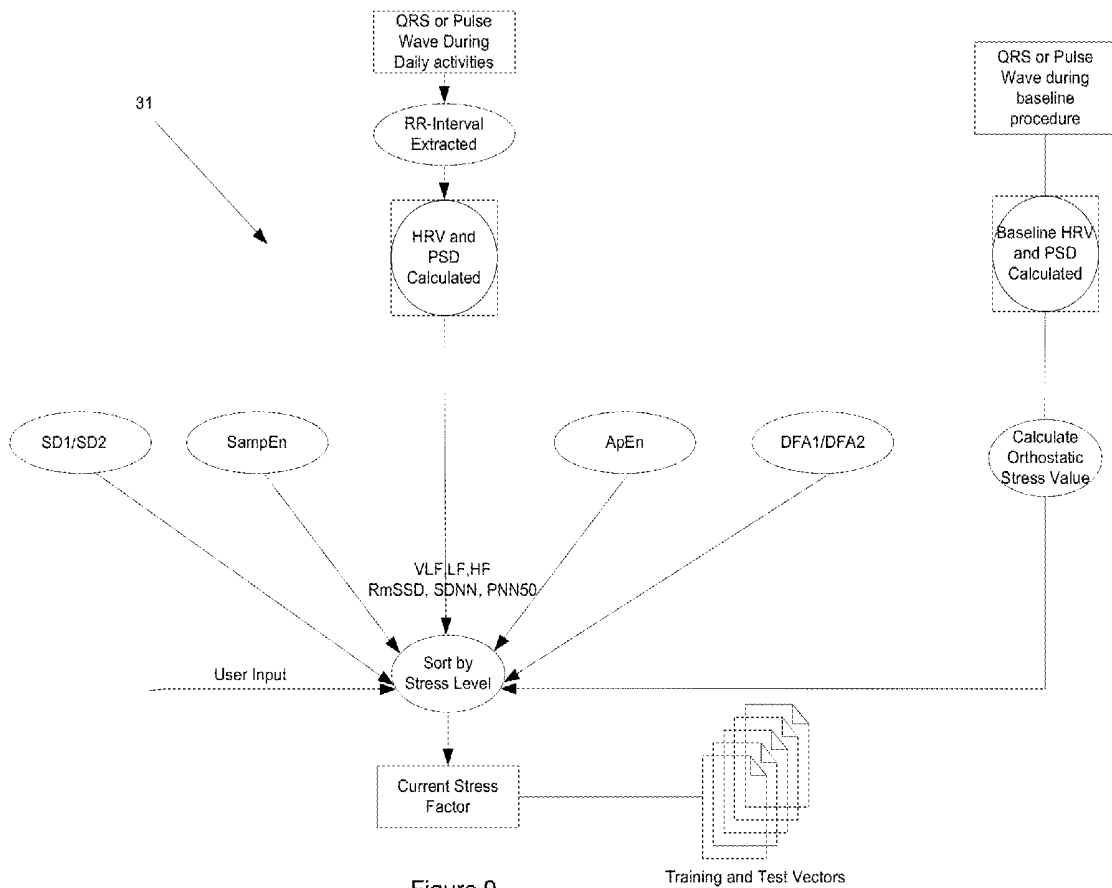 QRS or Pulse
Wave During
Daily activities
QRS or Pulse
Wave during
baseline
procedure
31
RR-Interval
Extracted
HRV and
PSD
Calculated
Baseline HRV
and PSD
Calculated
SD1/SD2
SampEn
ApEn
DFA1/DFA2
Calculate
Orthostatic
Stress Value
VLF,LF,HF
RmSSD, SDNN, PNN50
User Input
Sort by
Stress Level
Current Stress
Factor
Training and Test Vectors